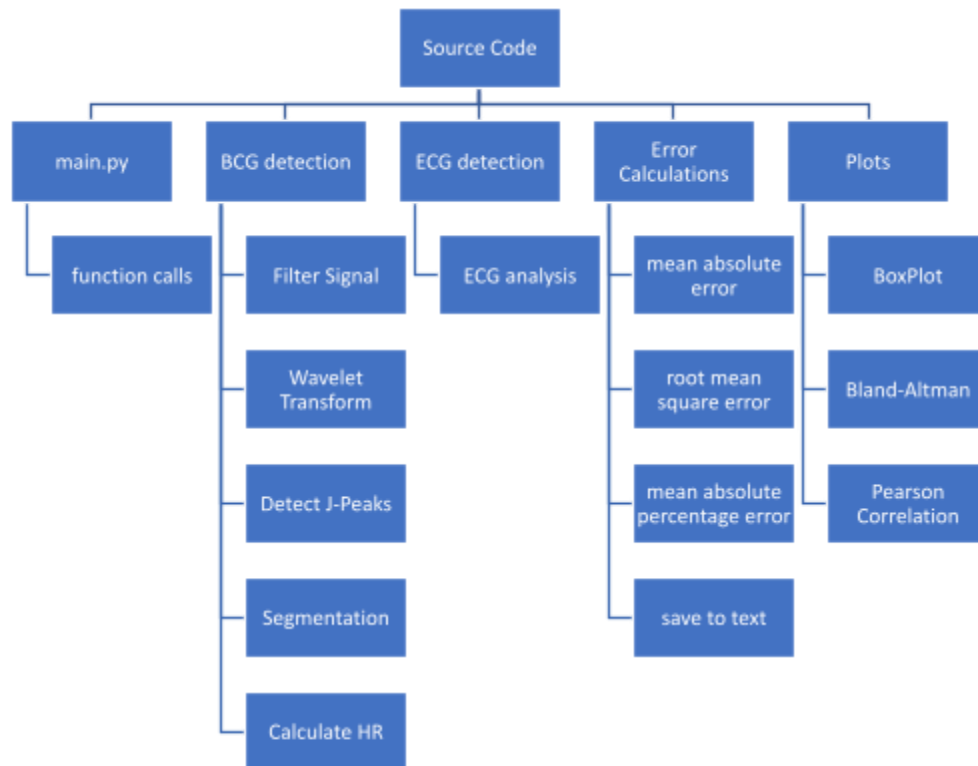 Source Code
main.py
BCG detection
ECG detection
Error
Calculations
Plots
function calls
Filter Signal
ECG analysis
mean absolute
error
BoxPlot
Wavelet
Transform
root mean
square error
Bland-Altman
Detect J-Peaks
mean absolute
percentage error
Pearson
Correlation
Segmentation
save to text
Calculate HR